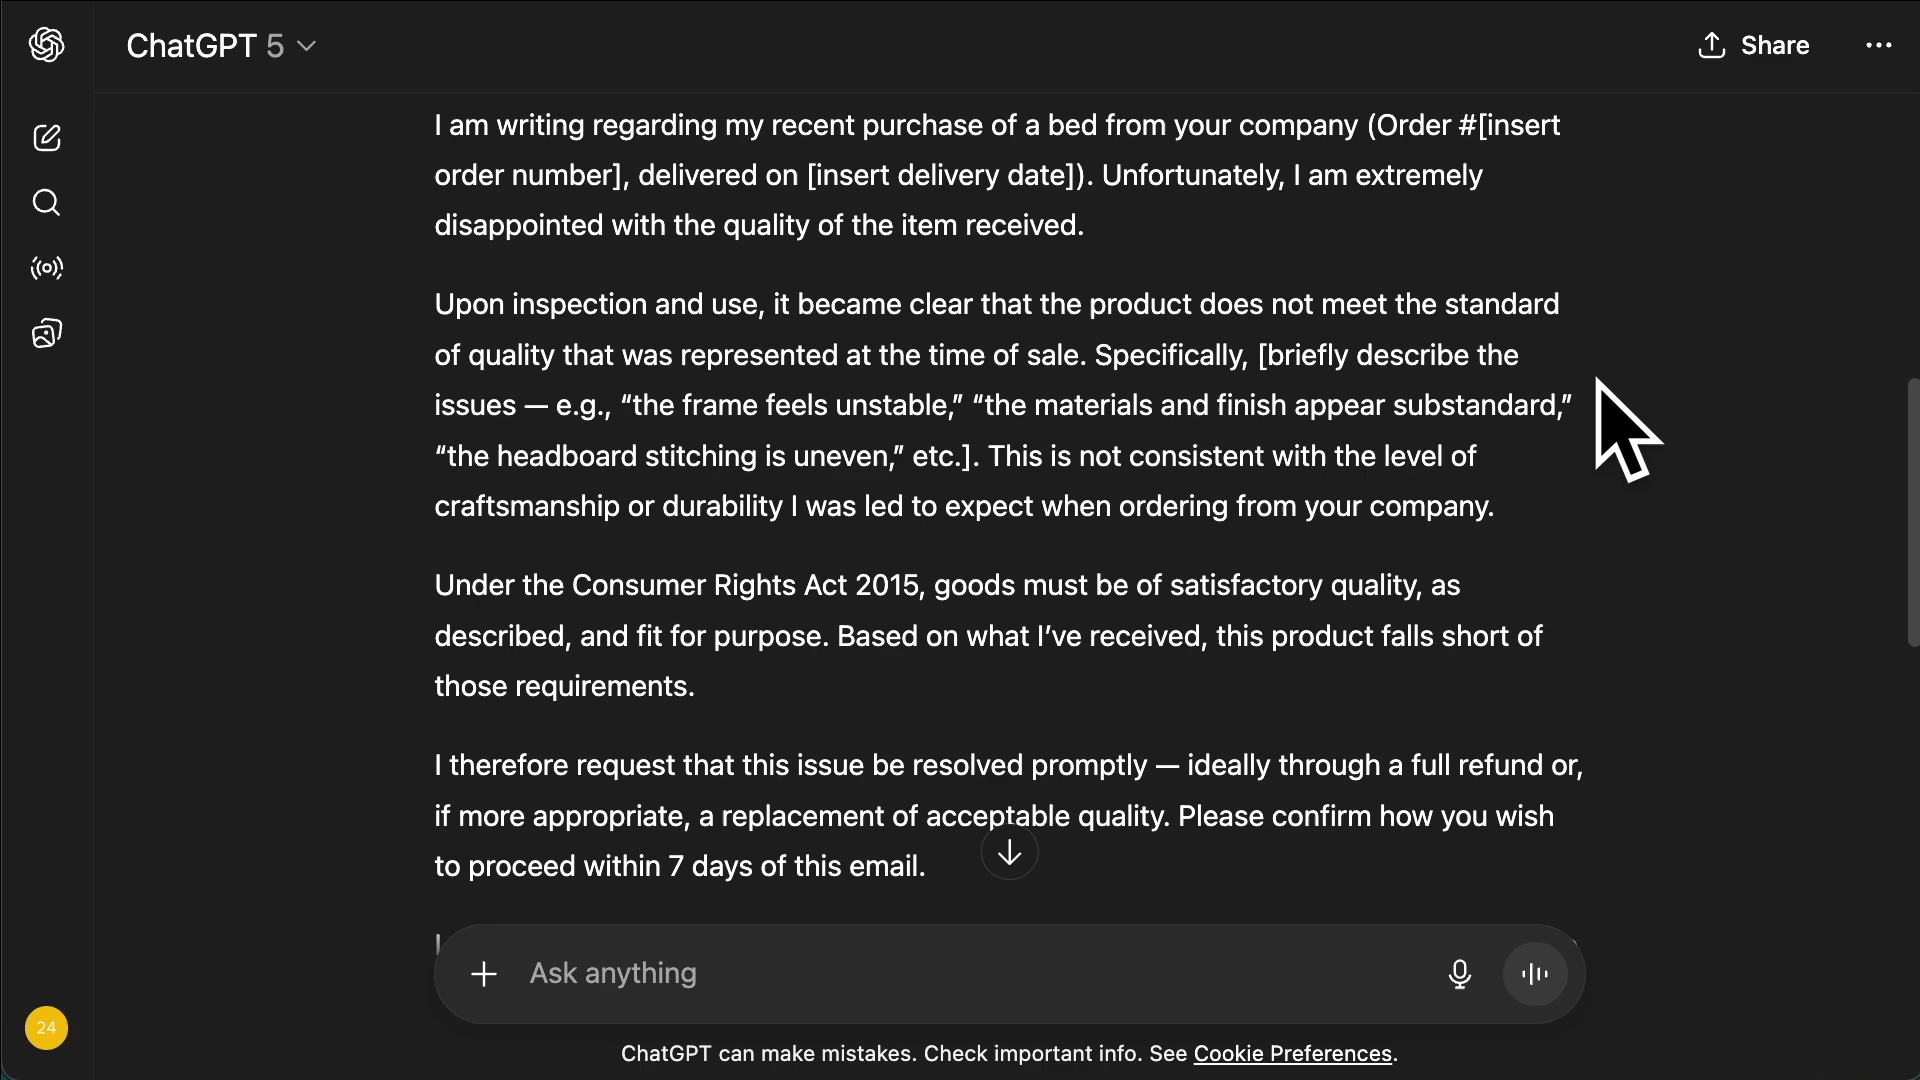 ChatGPT 5
Share
I am writing regarding my recent purchase of a bed from your company (Order #[insert
order number], delivered on [insert delivery date]). Unfortunately, I am extremely
disappointed with the quality of the item received.
Upon inspection and use, it became clear that the product does not meet the standard
of quality that was represented at the time of sale. Specifically, [briefly describe the
issues — e.g., “the frame feels unstable,” “the materials and finish appear substandard,”
“the headboard stitching is uneven,” etc.]. This is not consistent with the level of
craftsmanship or durability I was led to expect when ordering from your company.
Under the Consumer Rights Act 2015, goods must be of satisfactory quality, as
described, and fit for purpose. Based on what I’ve received, this product falls short of
those requirements.
I therefore request that this issue be resolved promptly — ideally through a full refund or,
if more appropriate, a replacement of acceptable quality. Please confirm how you wish
to proceed within 7 days of this email.
Ask anything
24
ChatGPT can make mistakes. Check important info. See Cookie Preferences.